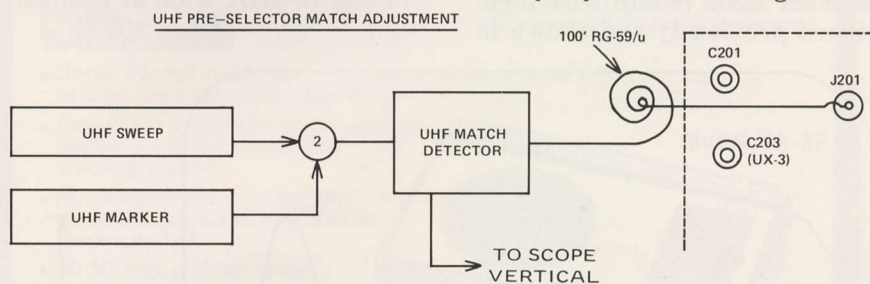 UHF PRE–SELECTOR MATCH ADJUSTMENT
100' RG-59/u
C201
J201
UHF SWEEP
2
UHF MATCH
DETECTOR
C203
(UX-3)
UHF MARKER
TO SCOPE
VERTICAL